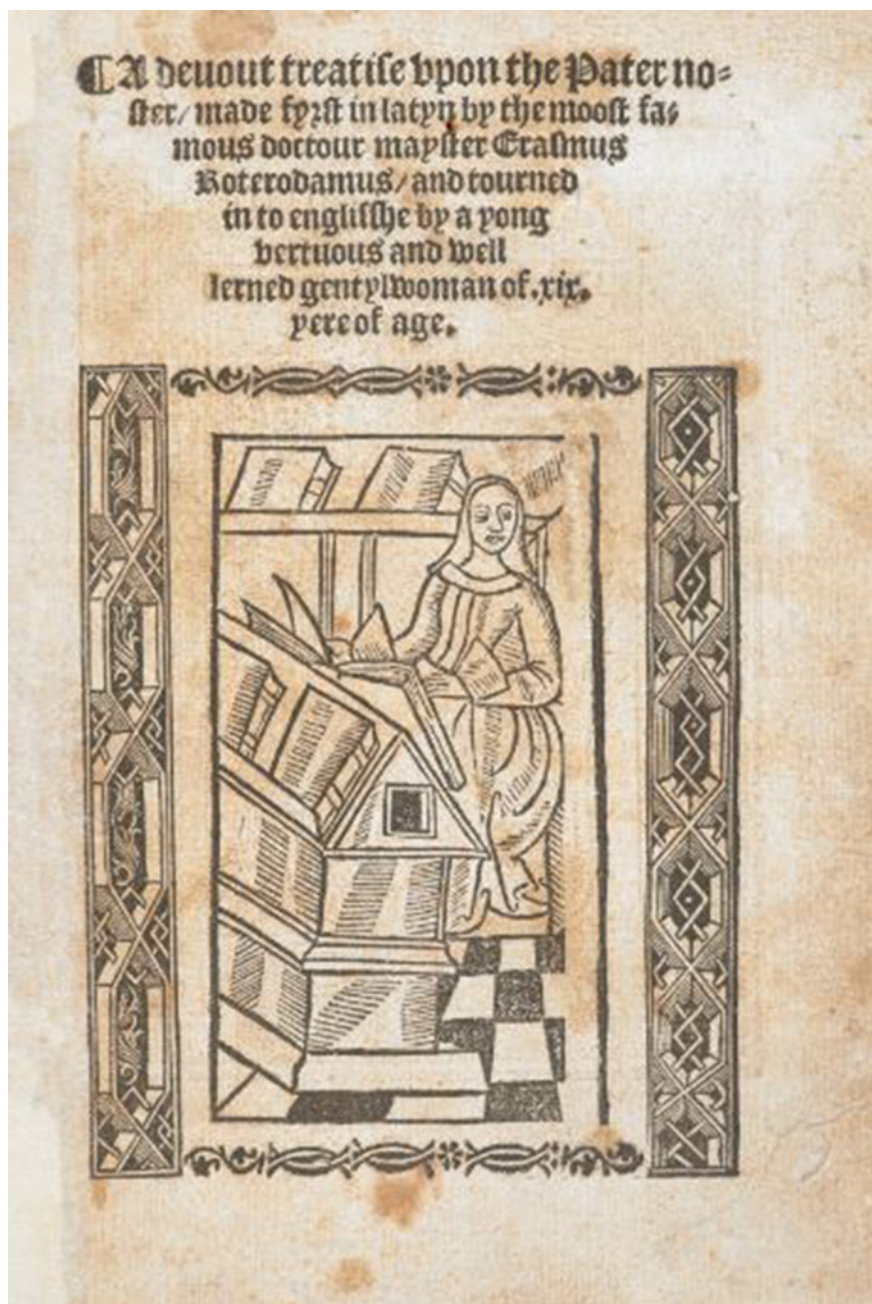 ¶A deuout treatise vpon the Pater no⸗
ster/ made fyrst in latyn by the moost fa⸗
mous doctour mayster Erasmus
Roterodamus/ and tourned
in to englisshe by a yong
vertuous and well
lerned gentylwoman of .xix.
yere of age.